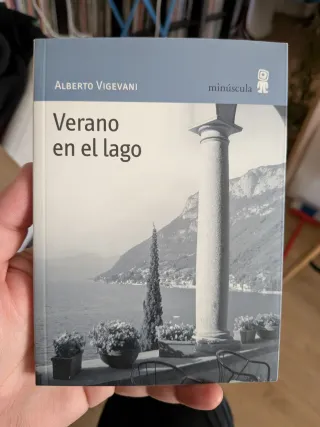 ALBERTO VIGEVANI
minúscula
Verano
en el lago